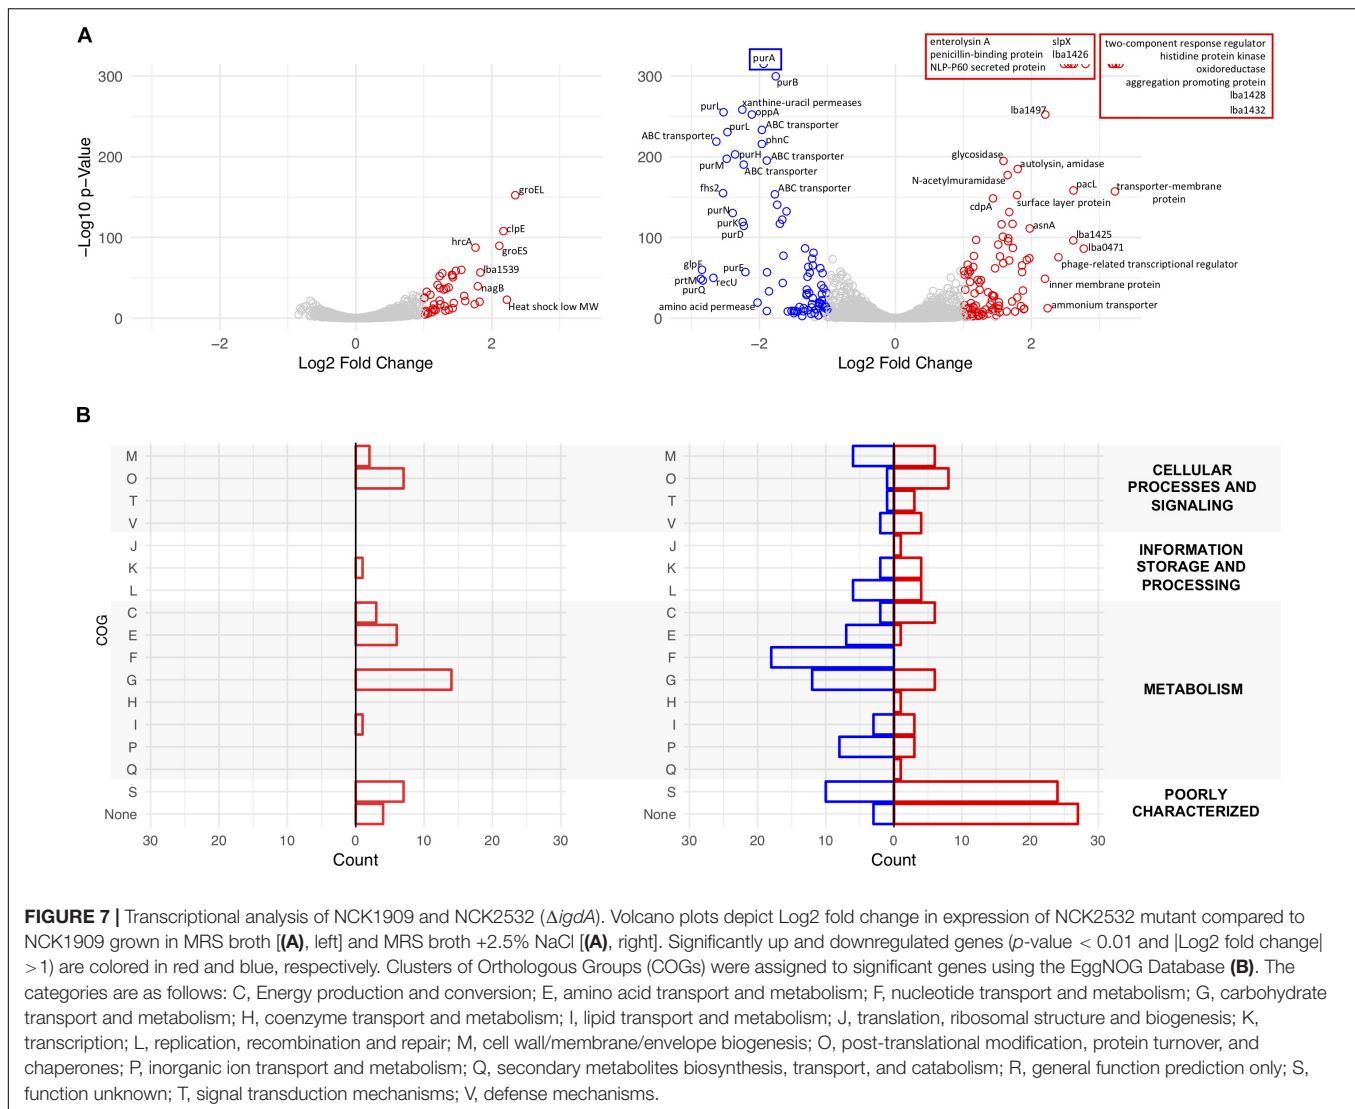 A
300
200
100
0
−Log10 p-Value
groEL
clpE
hrcA
groES
lba1539
nagB
Heat shock low MW
−2
0
2
Log2 Fold Change
purA
enterolysin A slpX
penicillin-binding protein lba1426
NLP-P60 secreted protein
two-component response regulator
histidine protein kinase
oxidoreductase
aggregation promoting protein
lba1428
lba1432
300
200
100
0
purB
purL
xanthine-uracil permeases
oppA
purL
ABC transporter
ABC transporter
phnC
purH
ABC transporter
purM
ABC transporter
fhs2
ABC transporter
purN
purK
purD
glpF
purE
prtM
recU
purQ
amino acid permease
lba1497
glycosidase
autolysin, amidase
N-acetylmuramidase
pacL
transporter-membrane
protein
cdpA
surface layer protein
asnA
lba1425
lba0471
phage-related transcriptional regulator
inner membrane protein
ammonium transporter
−2
0
2
Log2 Fold Change
B
COG
M
O
T
V
J
K
L
C
E
F
G
H
I
P
Q
S
None
30 20 10 0 10 20 30
Count
M
O
T
V
J
K
L
C
E
F
G
H
I
P
Q
S
None
30 20 10 0 10 20 30
Count
CELLULAR
PROCESSES AND
SIGNALING
INFORMATION
STORAGE AND
PROCESSING
METABOLISM
POORLY
CHARACTERIZED
FIGURE 7 | Transcriptional analysis of NCK1909 and NCK2532 (ΔigdA). Volcano plots depict Log2 fold change in expression of NCK2532 mutant compared to
NCK1909 grown in MRS broth [(A), left] and MRS broth +2.5% NaCl [(A), right]. Significantly up and downregulated genes (p-value < 0.01 and |Log2 fold change|
>1) are colored in red and blue, respectively. Clusters of Orthologous Groups (COGs) were assigned to significant genes using the EggNOG Database (B). The
categories are as follows: C, Energy production and conversion; E, amino acid transport and metabolism; F, nucleotide transport and metabolism; G, carbohydrate
transport and metabolism; H, coenzyme transport and metabolism; I, lipid transport and metabolism; J, translation, ribosomal structure and biogenesis; K,
transcription; L, replication, recombination and repair; M, cell wall/membrane/envelope biogenesis; O, post-translational modification, protein turnover, and
chaperones; P, inorganic ion transport and metabolism; Q, secondary metabolites biosynthesis, transport, and catabolism; R, general function prediction only; S,
function unknown; T, signal transduction mechanisms; V, defense mechanisms.